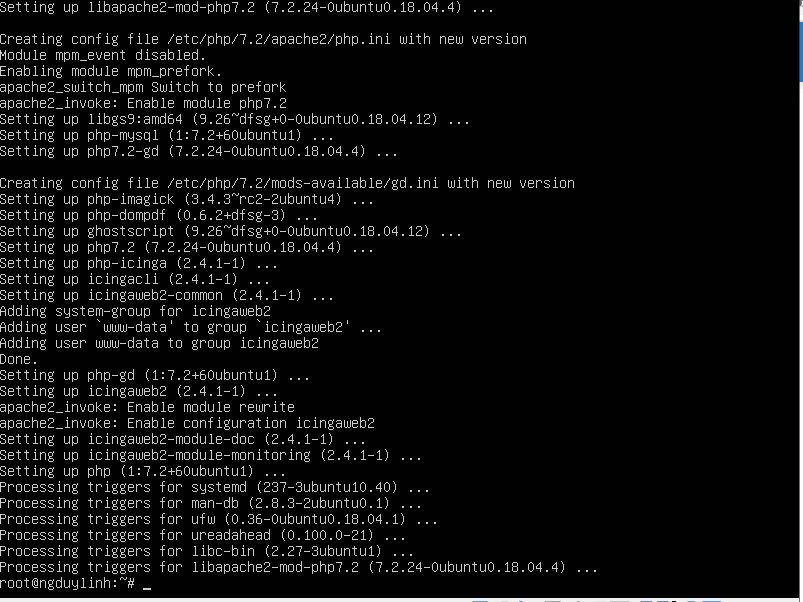 Setting up libapache2-mod-php7.2 (7.2.24-0ubuntu0.18.04.4) ...
Creating config file /etc/php/7.2/apache2/php.ini with new version
Module mpm_event disabled.
Enabling module mpm_prefork.
apache2_switch_mpm Switch to prefork
apache2_invoke: Enable module php7.2
Setting up libgs9:amd64 (9.26~dfsg+0-0ubuntu0.18.04.12) ...
Setting up php-mysql (1:7.2+60ubuntu1) ...
Setting up php7.2-gd (7.2.24-0ubuntu0.18.04.4) ...
Creating config file /etc/php/7.2/mods-available/gd.ini with new version
Setting up php-imagick (3.4.3~rc2-2ubuntu4) ...
Setting up php-dompdf (0.6.2+dfsg-3) ...
Setting up ghostscript (9.26~dfsg+0-0ubuntu0.18.04.12) ...
Setting up php7.2 (7.2.24-0ubuntu0.18.04.4) ...
Setting up php-icinga (2.4.1-1) ...
Setting up icingacli (2.4.1-1) ...
Setting up icingaweb2-common (2.4.1-1) ...
Adding system-group for icingaweb2
Adding user `www-data' to group `icingaweb2' ...
Adding user www-data to group icingaweb2
Done.
Setting up php-gd (1:7.2+60ubuntu1) ...
Setting up icingaweb2 (2.4.1-1) ...
apache2_invoke: Enable module rewrite
apache2_invoke: Enable configuration icingaweb2
Setting up icingaweb2-module-doc (2.4.1-1) ...
Setting up icingaweb2-module-monitoring (2.4.1-1) ...
Setting up php (1:7.2+60ubuntu1) ...
Processing triggers for systemd (237-3ubuntu10.40) ...
Processing triggers for man-db (2.8.3-2ubuntu0.1) ...
Processing triggers for ufw (0.36-0ubuntu0.18.04.1) ...
Processing triggers for ureadahead (0.100.0-21) ...
Processing triggers for libc-bin (2.27-3ubuntu1) ...
Processing triggers for libapache2-mod-php7.2 (7.2.24-0ubuntu0.18.04.4) ...
root@ngduylinh:~# _